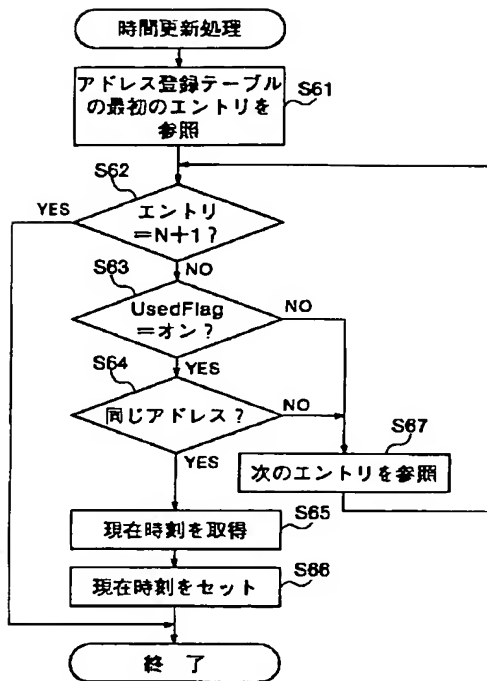 時間更新処理
S61
アドレス登録テーブル
の最初のエントリを
参照
S62
YES
エントリ
=N+1?
NO
S63
UsedFlag
=オン?
NO
YES
S64
同じアドレス?
NO
YES
S67
次のエントリを参照
S65
現在時刻を取得
S66
現在時刻をセット
終 了